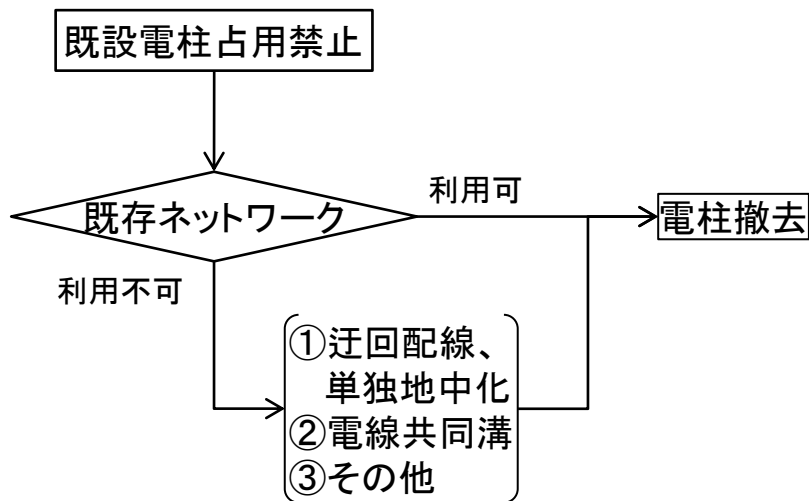 既設電柱占用禁止
既存ネットワーク
利用可
電柱撤去
利用不可
①迂回配線、
単独地中化
②電線共同溝
③その他